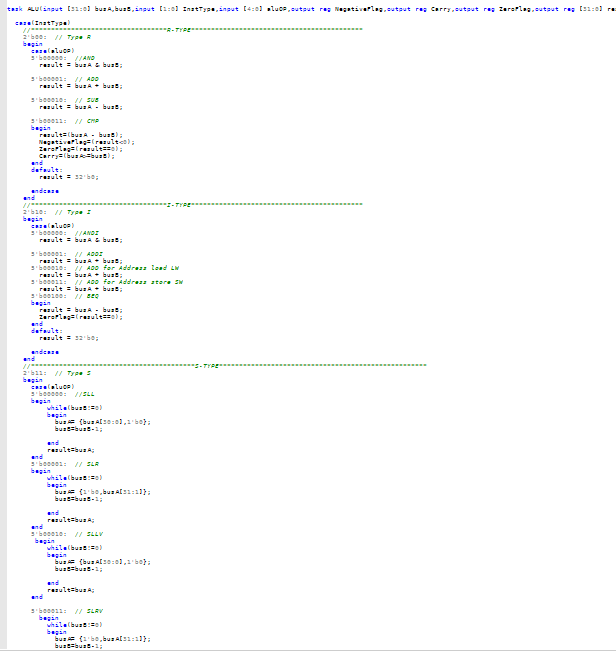 task ALU(input [31:0] busA,busB,input [1:0] InstType,input [4:0] aluOP,output reg NegativeFlag,output reg Carry,output reg ZeroFlag,output reg [31:0] re
case(InstType)
//**********************************R-TYPE*******************************************
2'b00: // Type R
begin
case(aluOP)
5'b00000: //AND
result = busA & busB;
5'b00001: // ADD
result = busA + busB;
5'b00010: // SUB
result = busA - busB;
5'b00011: // CMP
begin
result=(busA - busB);
NegativeFlag=(result<0);
ZeroFlag=(result==0);
Carry=(busA>=busB);
end
default:
result = 32'b0;
endcase
end
//**********************************I-TYPE*******************************************
2'b10: // Type I
begin
case(aluOP)
5'b00000: //ANDI
result = busA & busB;
5'b00001: // ADDI
result = busA + busB;
5'b00010: // ADD for Address load LW
result = busA + busB;
5'b00011: // ADD for Address store SW
result = busA + busB;
5'b00100: // BEQ
begin
result = busA - busB;
ZeroFlag=(result==0);
end
default:
result = 32'b0;
endcase
end
//*****************************************S-TYPE****************************************************
2'b11: // Type S
begin
case(aluOP)
5'b00000: //SLL
begin
while(busB!=0)
begin
busA= {busA[30:0],1'b0};
busB=busB-1;
end
result=busA;
end
5'b00001: // SLR
begin
while(busB!=0)
begin
busA= {1'b0,busA[31:1]};
busB=busB-1;
end
result=busA;
end
5'b00010: // SLLV
begin
while(busB!=0)
begin
busA= {busA[30:0],1'b0};
busB=busB-1;
end
result=busA;
end
5'b00011: // SLRV
begin
while(busB!=0)
begin
busA= {1'b0,busA[31:1]};
busB=busB-1;